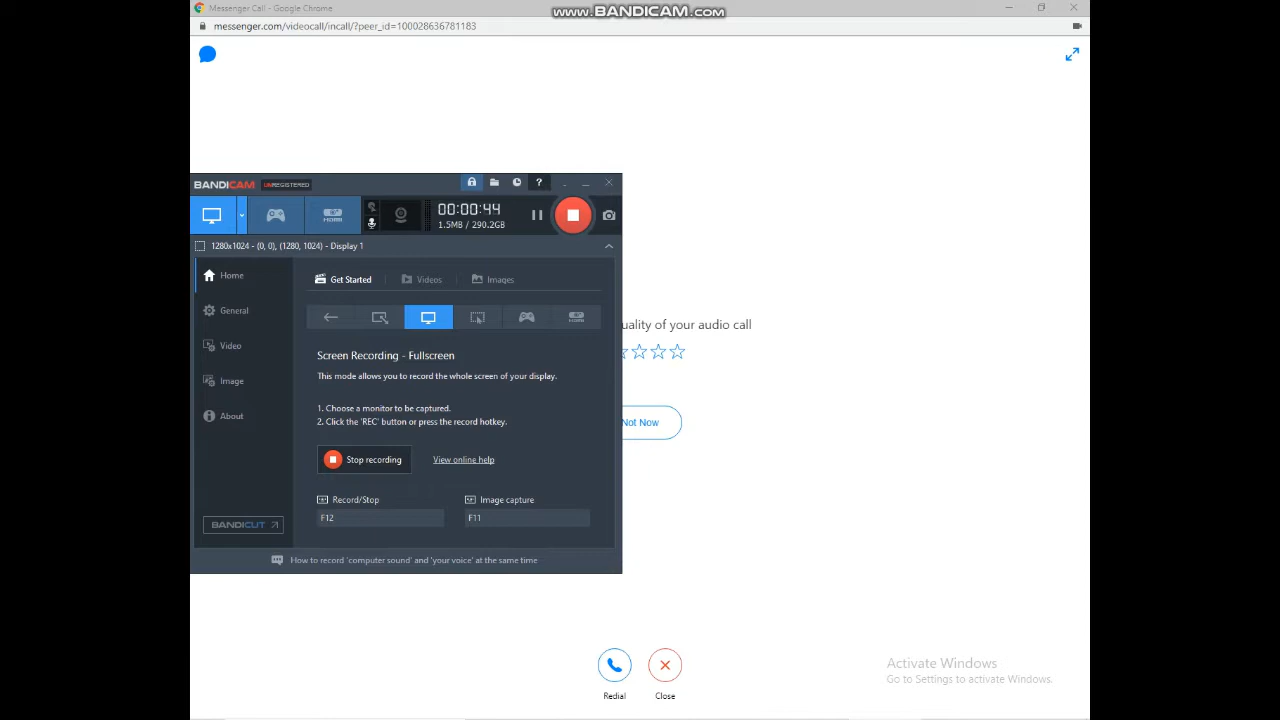 Messenger Call - Google Chrome
www.BANDICAM.com
messenger.com/videocall/incall/?peer_id=100028636781183
BANDICAM UNREGISTERED
?
HDMI
00:00:44
1.5MB / 290.2GB
1280x1024 - (0, 0), (1280, 1024) - Display 1
Home
General
Video
Image
About
BANDICUT
Get Started
Videos
Images
HDMI
Screen Recording - Fullscreen
This mode allows you to record the whole screen of your display.
1. Choose a monitor to be captured.
2. Click the 'REC' button or press the record hotkey.
Stop recording
View online help
Record/Stop
Image capture
F12
F11
How to record 'computer sound' and 'your voice' at the same time
uality of your audio call
Not Now
Redial
Close
Activate Windows
Go to Settings to activate Windows.